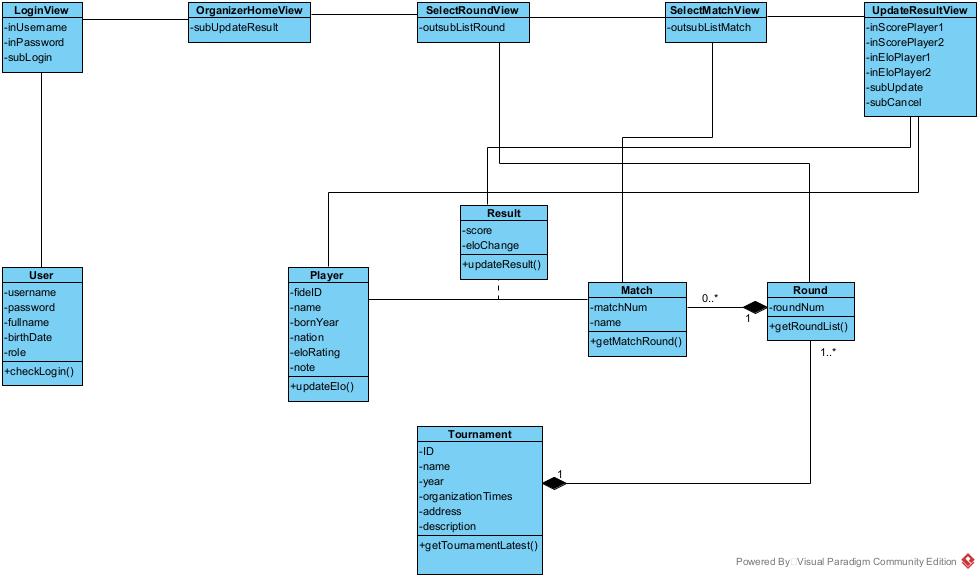 LoginView
-inUsername
-inPassword
-subLogin
OrganizerHomeView
-subUpdateResult
SelectRoundView
-outsubListRound
SelectMatchView
-outsubListMatch
UpdateResultView
-inScorePlayer1
-inScorePlayer2
-inEloPlayer1
-inEloPlayer2
-subUpdate
-subCancel
Result
-score
-eloChange
+updateResult()
User
-username
-password
-fullname
-birthDate
-role
+checkLogin()
Player
-fideID
-name
-bornYear
-nation
-eloRating
-note
+updateElo()
Match
-matchNum
-name
+getMatchRound()
0..*
1
Round
-roundNum
+getRoundList()
1..*
Tournament
-ID
-name
-year
-organizationTimes
-address
-description
+getTournamentLatest()
1
Powered By Visual Paradigm Community Edition